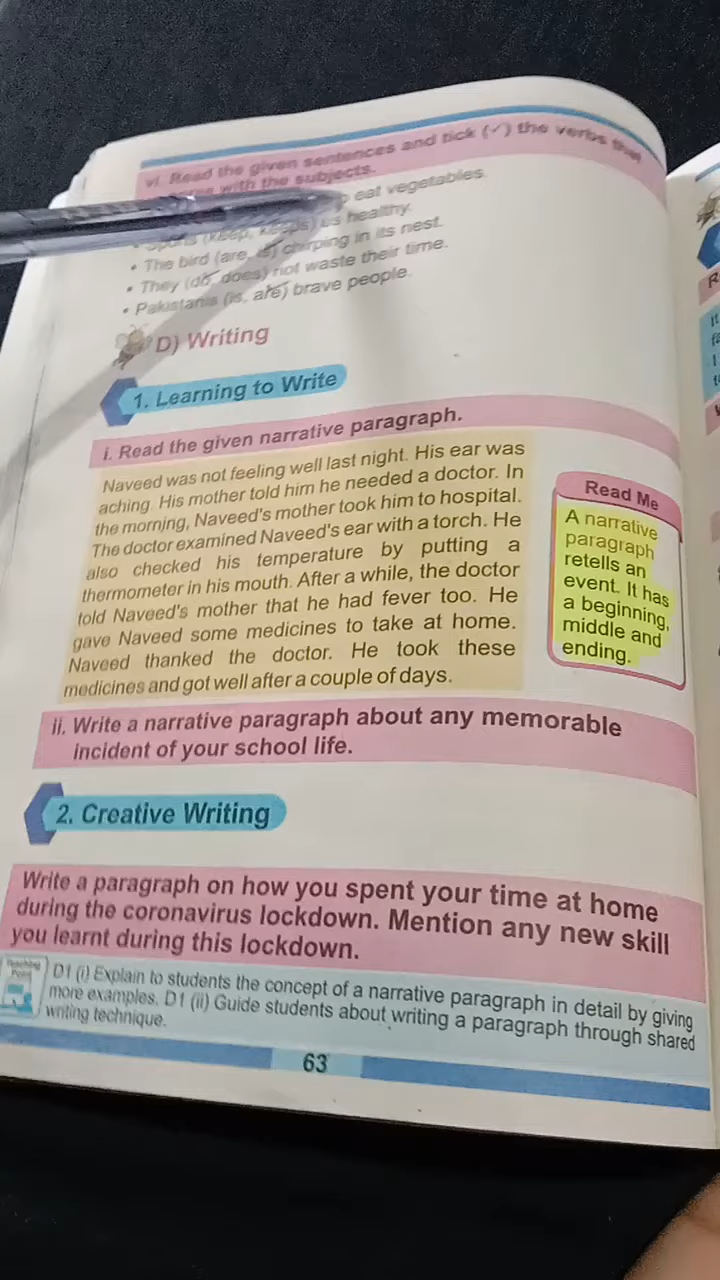 vi. Read the given sentences and tick (✓) the verbs that
agree with the subjects.
eat vegetables.
• Sports (keep, keeps) us healthy.
• The bird (are, is) chirping in its nest.
• They (do, does) not waste their time.
• Pakistanis (is, are) brave people.
D) Writing
1. Learning to Write
i. Read the given narrative paragraph.
Naveed was not feeling well last night. His ear was
aching. His mother told him he needed a doctor. In
the morning, Naveed's mother took him to hospital.
The doctor examined Naveed's ear with a torch. He
also checked his temperature by putting a
thermometer in his mouth. After a while, the doctor
told Naveed's mother that he had fever too. He
gave Naveed some medicines to take at home.
Naveed thanked the doctor. He took these
medicines and got well after a couple of days.
Read Me
A narrative
paragraph
retells an
event. It has
a beginning,
middle and
ending.
ii. Write a narrative paragraph about any memorable
incident of your school life.
2. Creative Writing
Write a paragraph on how you spent your time at home
during the coronavirus lockdown. Mention any new skill
you learnt during this lockdown.
Teaching
Point
D1 (i) Explain to students the concept of a narrative paragraph in detail by giving
more examples. D1 (ii) Guide students about writing a paragraph through shared
writing technique.
63